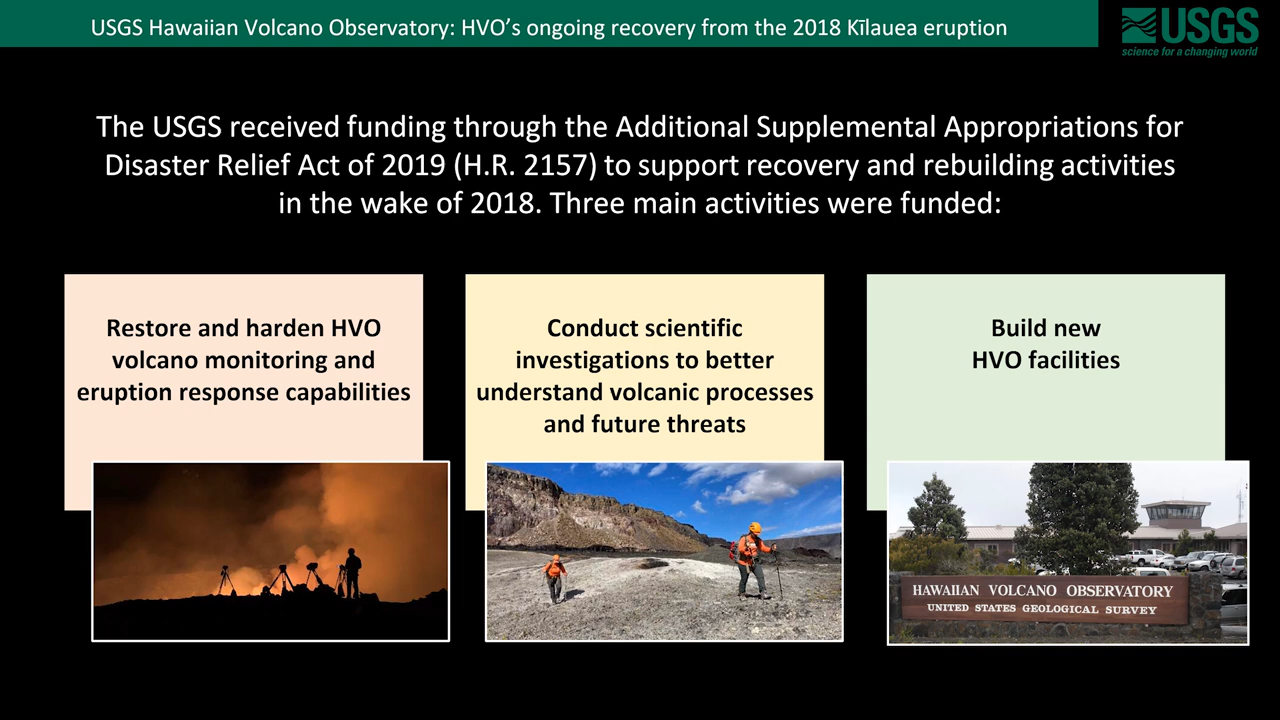 USGS Hawaiian Volcano Observatory: HVO’s ongoing recovery from the 2018 Kīlauea eruption
USGS
science for a changing world
The USGS received funding through the Additional Supplemental Appropriations for
Disaster Relief Act of 2019 (H.R. 2157) to support recovery and rebuilding activities
in the wake of 2018. Three main activities were funded:
Restore and harden HVO
volcano monitoring and
eruption response capabilities
Conduct scientific
investigations to better
understand volcanic processes
and future threats
Build new
HVO facilities
HAWAIIAN VOLCANO OBSERVATORY
UNITED STATES GEOLOGICAL SURVEY